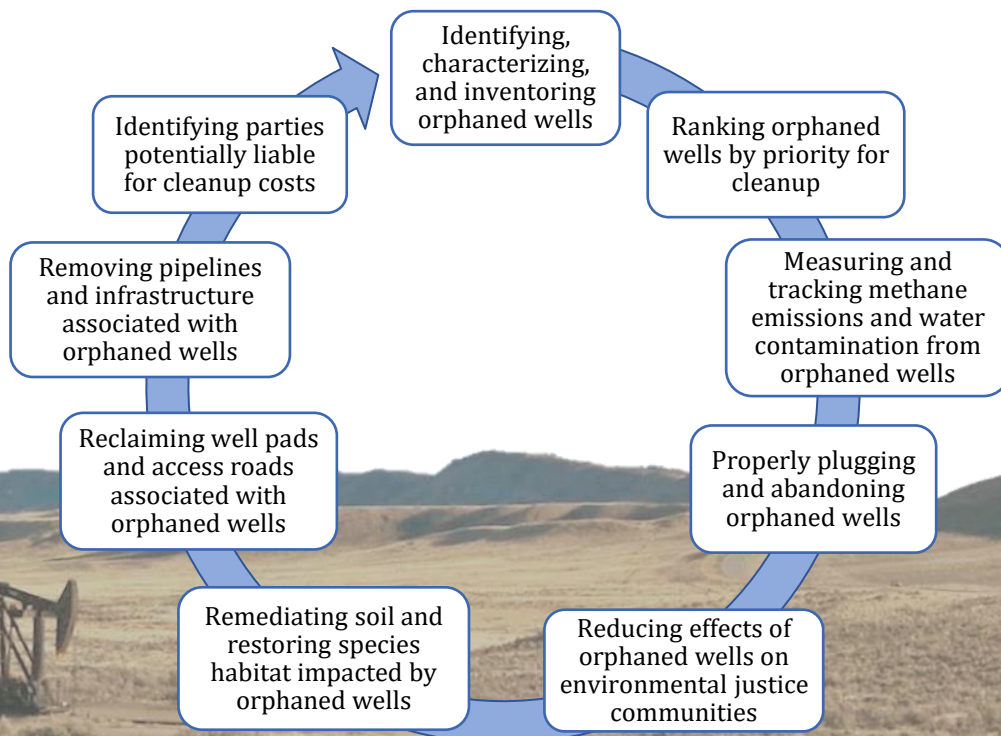 Identifying,
characterizing,
and inventoring
orphaned wells
Ranking orphaned
wells by priority for
cleanup
Measuring and
tracking methane
emissions and water
contamination from
orphaned wells
Properly plugging
and abandoning
orphaned wells
Reducing effects of
orphaned wells on
environmental justice
communities
Remediating soil and
restoring species
habitat impacted by
orphaned wells
Reclaiming well pads
and access roads
associated with
orphaned wells
Removing pipelines
and infrastructure
associated with
orphaned wells
Identifying parties
potentially liable
for cleanup costs